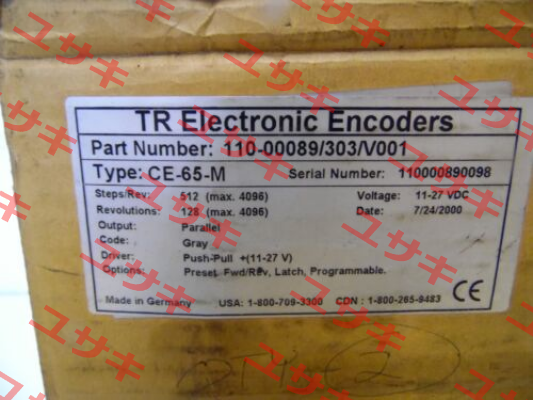 TR Electronic Encoders
Part Number: 110-00089/303/V001
Type: CE-65-M Serial Number: 110000890098
Steps/Rev: 512 (max. 4096) Voltage: 11-27 VDC
Revolutions: 128 (max. 4096) Date: 7/24/2000
Output: Parallel
Code: Gray
Driver: Push-Pull +(11-27 V)
Options: Preset, Fwd/Rev, Latch, Programmable.
Made in Germany USA: 1-800-709-3300 CDN : 1-800-265-9483 CE
2
ユサキ